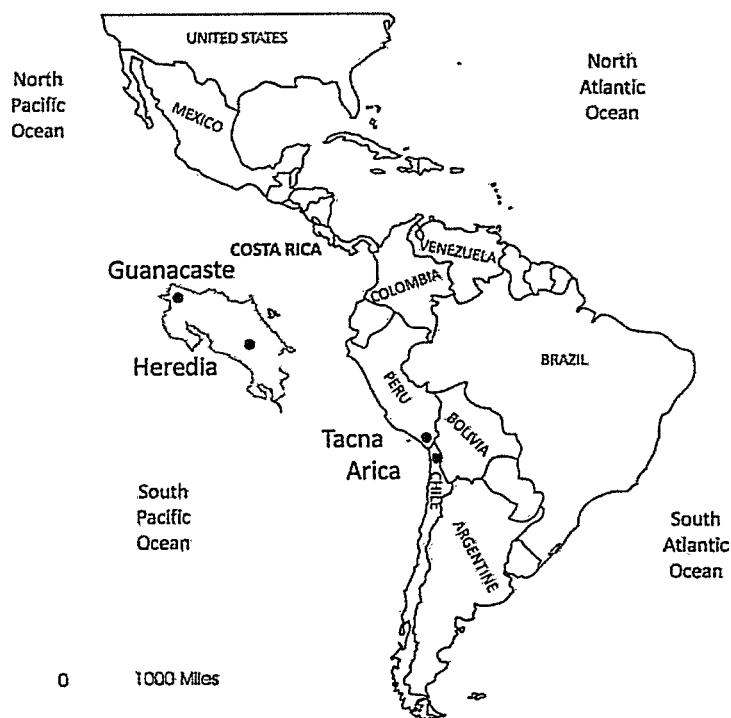 UNITED STATES
North
Pacific
Ocean
North
Atlantic
Ocean
MEXICO
COSTA RICA
VENEZUELA
Guanacaste
COLOMBIA
Heredia
BRAZIL
PERU
Tacna
BOLIVIA
Arica
CHILE
South
Pacific
Ocean
ARGENTINE
South
Atlantic
Ocean
0 1000 Miles